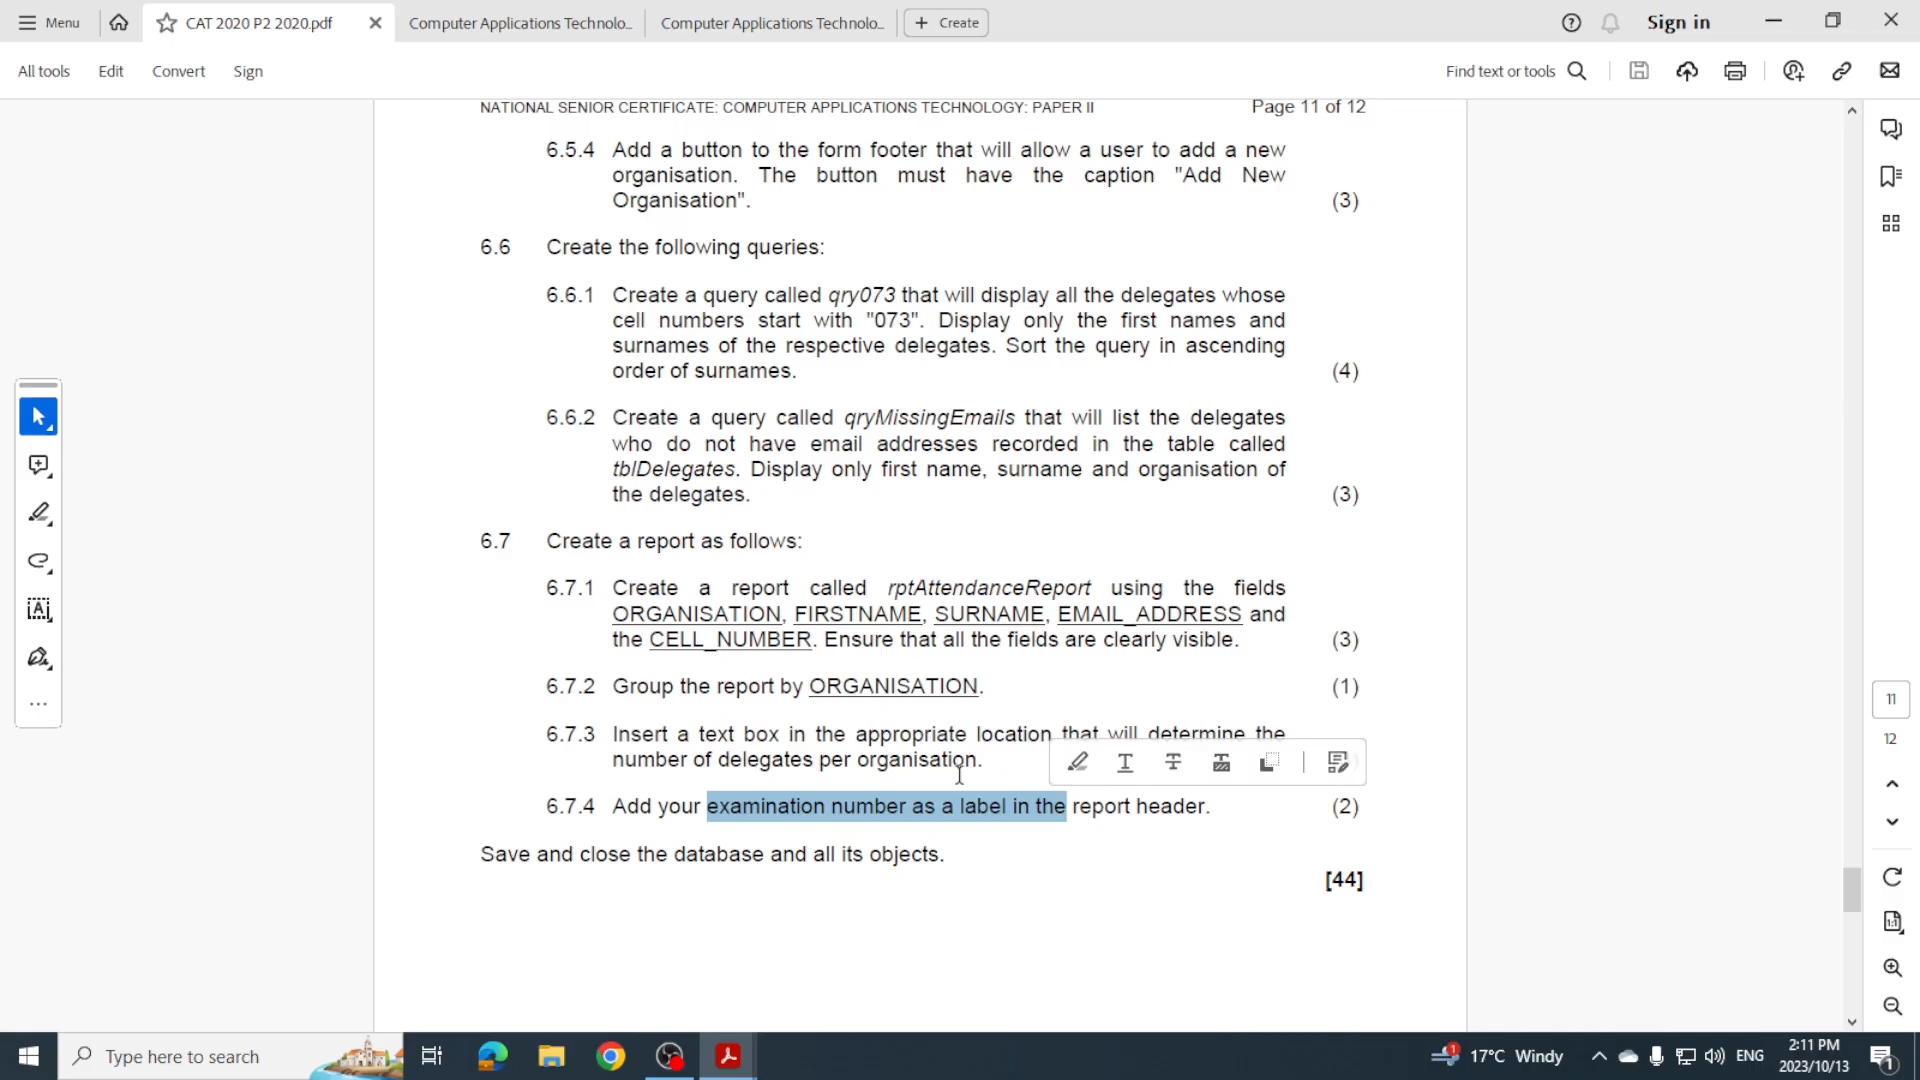 Menu
CAT 2020 P2 2020.pdf
Computer Applications Technolo...
Computer Applications Technolo...
Create
Sign in
All tools
Edit
Convert
Sign
Find text or tools
NATIONAL SENIOR CERTIFICATE: COMPUTER APPLICATIONS TECHNOLOGY: PAPER II Page 11 of 12
6.5.4 Add a button to the form footer that will allow a user to add a new
organisation. The button must have the caption "Add New
Organisation". (3)
6.6 Create the following queries:
6.6.1 Create a query called qry073 that will display all the delegates whose
cell numbers start with "073". Display only the first names and
surnames of the respective delegates. Sort the query in ascending
order of surnames. (4)
6.6.2 Create a query called qryMissingEmails that will list the delegates
who do not have email addresses recorded in the table called
tblDelegates. Display only first name, surname and organisation of
the delegates. (3)
6.7 Create a report as follows:
6.7.1 Create a report called rptAttendanceReport using the fields
ORGANISATION, FIRSTNAME, SURNAME, EMAIL_ADDRESS and
the CELL_NUMBER. Ensure that all the fields are clearly visible. (3)
6.7.2 Group the report by ORGANISATION. (1)
6.7.3 Insert a text box in the appropriate location that will determine the
number of delegates per organisation.
6.7.4 Add your examination number as a label in the report header. (2)
Save and close the database and all its objects.
[44]
11
12
Type here to search
1
17°C Windy
ENG
2:11 PM
2023/10/13
1